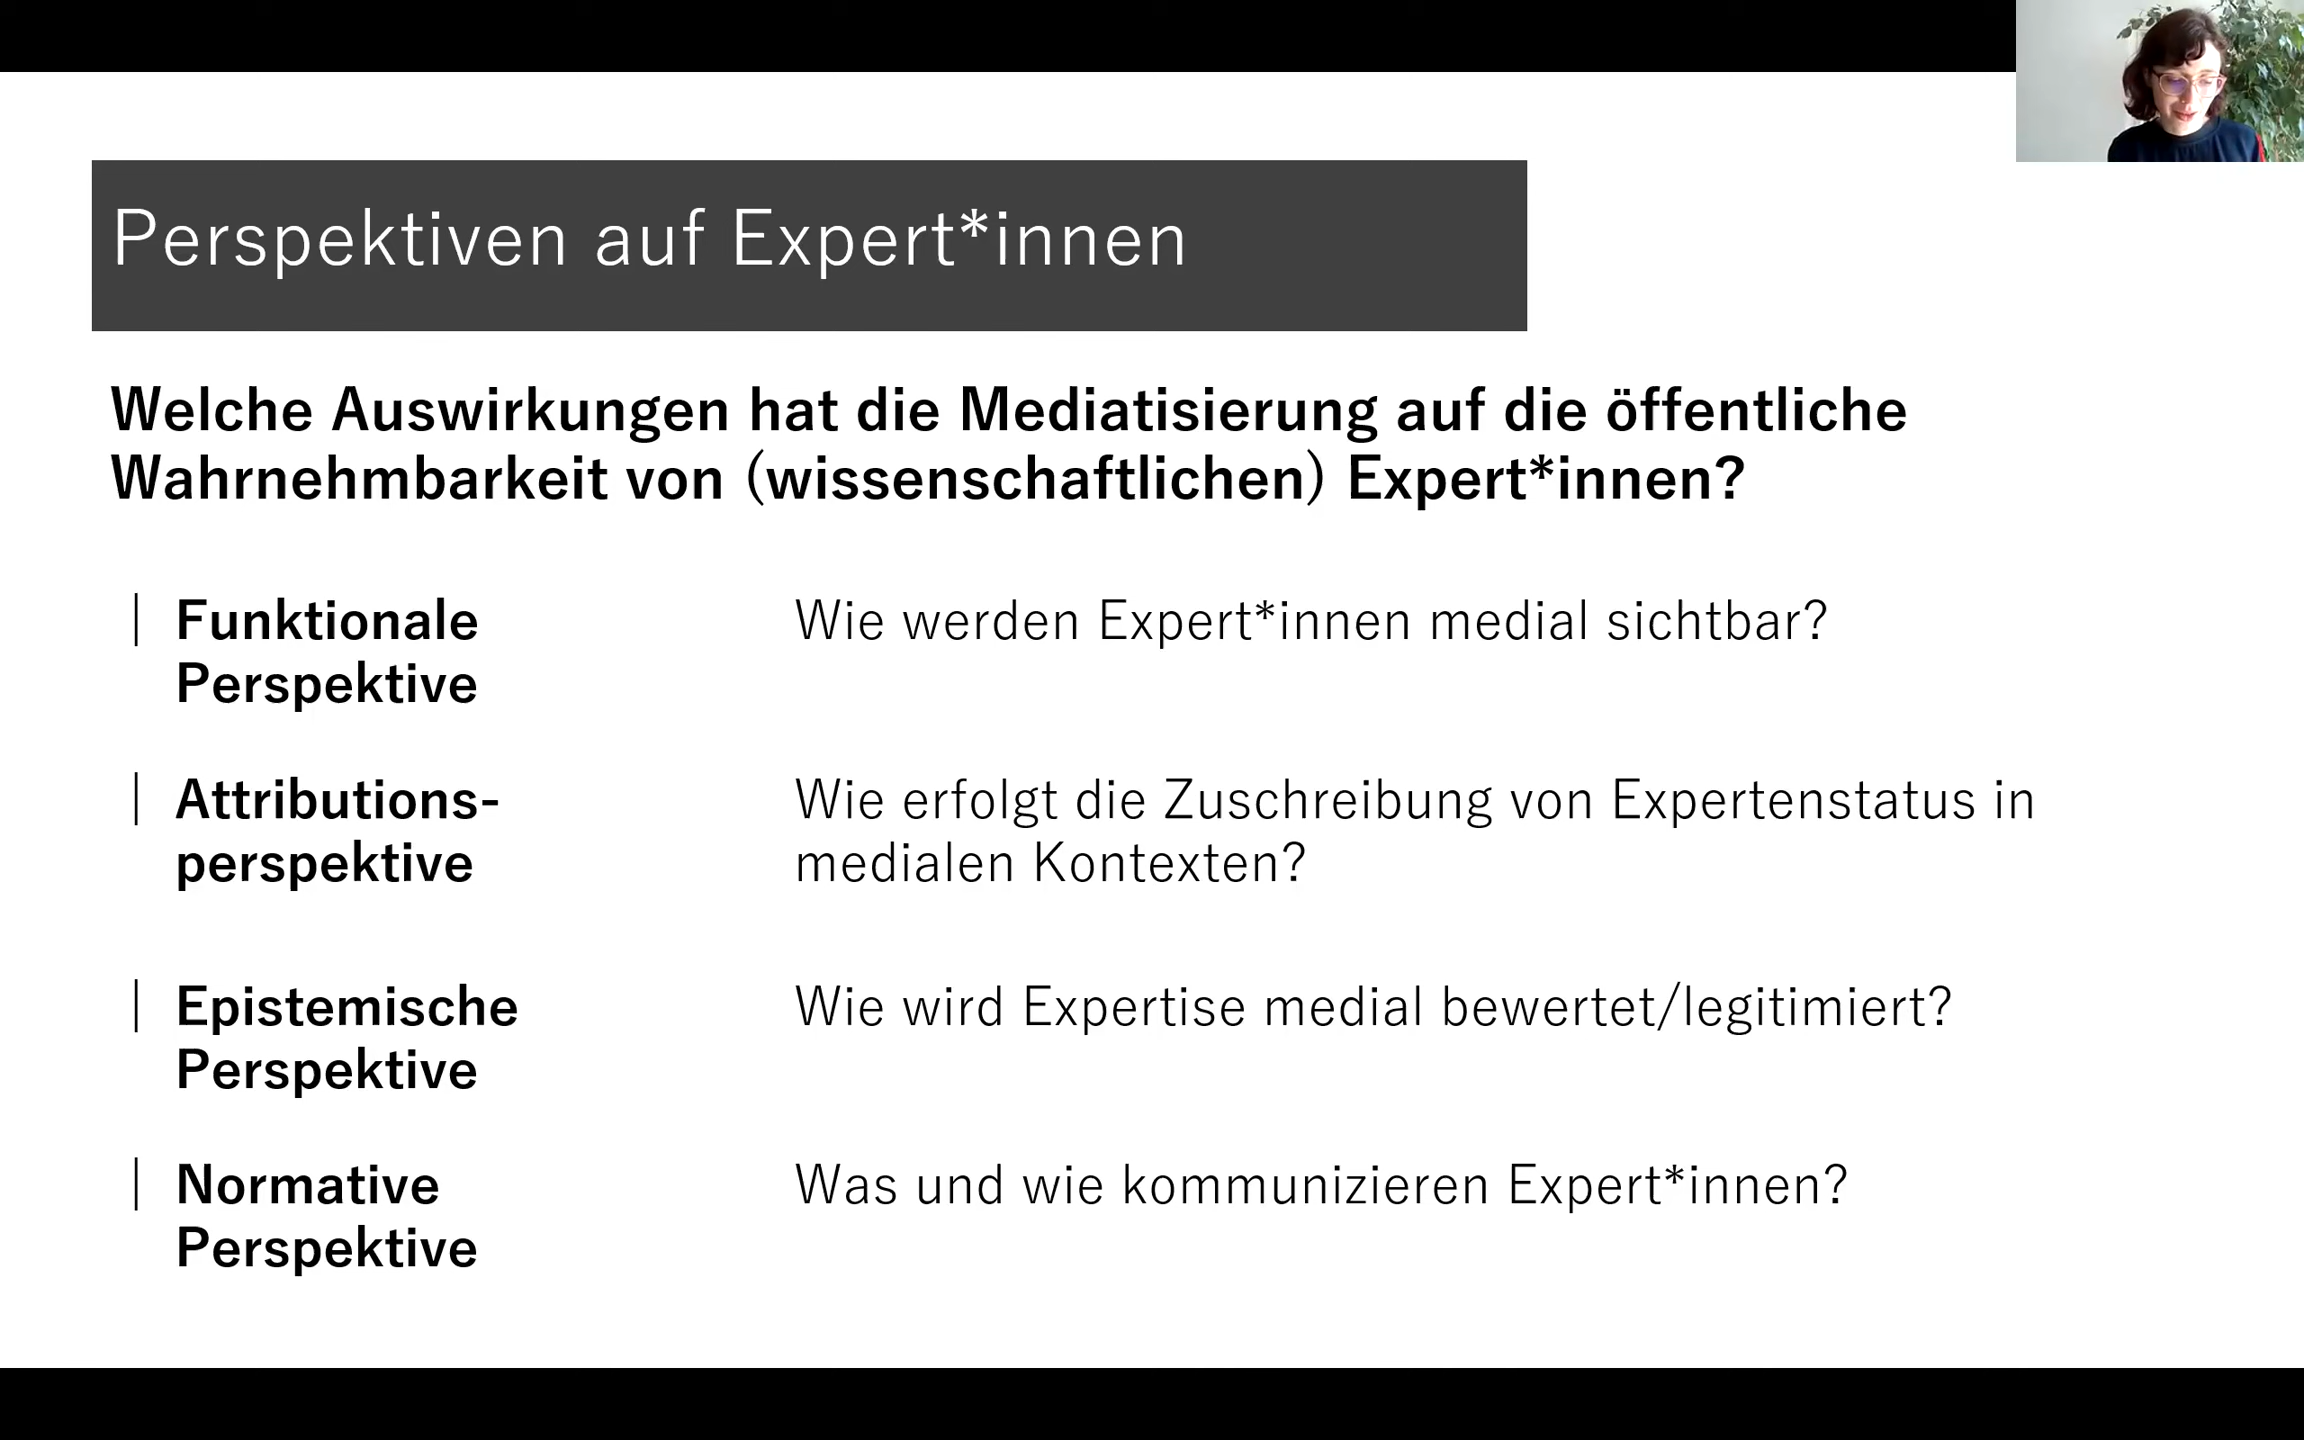 Perspektiven auf Expert*innen
Welche Auswirkungen hat die Mediatisierung auf die öffentliche
Wahrnehmbarkeit von (wissenschaftlichen) Expert*innen?
| Funktionale
Perspektive
Wie werden Expert*innen medial sichtbar?
| Attributions-
perspektive
Wie erfolgt die Zuschreibung von Expertenstatus in
medialen Kontexten?
| Epistemische
Perspektive
Wie wird Expertise medial bewertet/legitimiert?
| Normative
Perspektive
Was und wie kommunizieren Expert*innen?